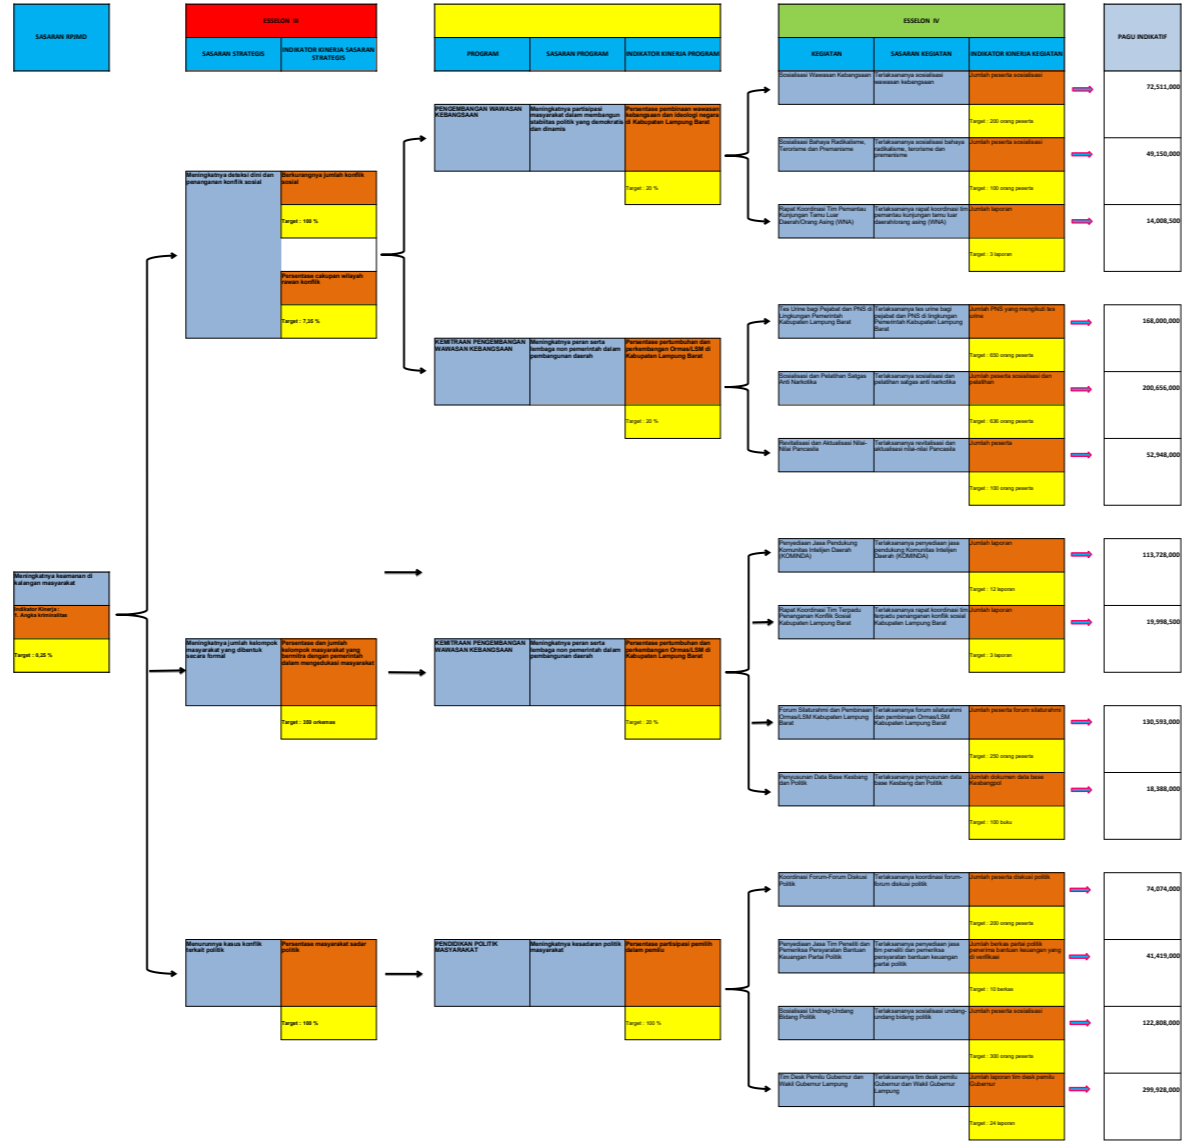 SASARAN RPJMD
ESSELON III
SASARAN STRATEGIS
INDIKATOR KINERJA SASARAN
STRATEGIS
PROGRAM
SASARAN PROGRAM
INDIKATOR KINERJA PROGRAM
ESSELON IV
KEGIATAN
SASARAN KEGIATAN
INDIKATOR KINERJA KEGIATAN
PAGU INDIKATIF
Meningkatnya keamanan di
kalangan masyarakat
Indikator Kinerja :
1. Angka kriminalitas
Target : 0,25 %
Meningkatnya deteksi dini dan
penanganan konflik sosial
Berkurangnya jumlah konflik
sosial
Target : 100 %
Persentase cakupan wilayah
rawan konflik
Target : 7,35 %
PENGEMBANGAN WAWASAN
KEBANGSAAN
Meningkatnya partisipasi
masyarakat dalam membangun
stabilitas politik yang demokratis
dan dinamis
Persentase pembinaan wawasan
kebangsaan dan ideologi negara
di Kabupaten Lampung Barat
Target : 20 %
Sosialisasi Wawasan Kebangsaan
Terlaksananya sosialisasi
wawasan kebangsaan
Jumlah peserta sosialisasi
Target : 200 orang peserta
72,511,000
Sosialisasi Bahaya Radikalisme,
Terorisme dan Premanisme
Terlaksananya sosialisasi bahaya
radikalisme, terorisme dan
premanisme
Jumlah peserta sosialisasi
Target : 100 orang peserta
49,150,000
Rapat Koordinasi Tim Pemantau
Kunjungan Tamu Luar
Daerah/Orang Asing (WNA)
Terlaksananya rapat koordinasi tim
pemantau kunjungan tamu luar
daerah/orang asing (WNA)
Jumlah laporan
Target : 3 laporan
14,008,500
KEMITRAAN PENGEMBANGAN
WAWASAN KEBANGSAAN
Meningkatnya peran serta
lembaga non pemerintah dalam
pembangunan daerah
Persentase pertumbuhan dan
perkembangan Ormas/LSM di
Kabupaten Lampung Barat
Target : 20 %
Tes Urine bagi Pejabat dan PNS di
Lingkungan Pemerintah
Kabupaten Lampung Barat
Terlaksananya tes urine bagi
pejabat dan PNS di lingkungan
Pemerintah Kabupaten Lampung
Barat
Jumlah PNS yang mengikuti tes
urine
Target : 650 orang peserta
168,000,000
Sosialisasi dan Pelatihan Satgas
Anti Narkotika
Terlaksananya sosialisasi dan
pelatihan satgas anti narkotika
Jumlah peserta sosialisasi dan
pelatihan
Target : 630 orang peserta
200,656,000
Revitalisasi dan Aktualisasi Nilai-
Nilai Pancasila
Terlaksananya revitalisasi dan
aktualisasi nilai-nilai Pancasila
Jumlah peserta
Target : 100 orang peserta
52,948,000
Meningkatnya jumlah kelompok
masyarakat yang dibentuk
secara formal
Persentase dan jumlah
kelompok masyarakat yang
bermitra dengan pemerintah
dalam mengedukasi masyarakat
Target : 380 orkemas
KEMITRAAN PENGEMBANGAN
WAWASAN KEBANGSAAN
Meningkatnya peran serta
lembaga non pemerintah dalam
pembangunan daerah
Persentase pertumbuhan dan
perkembangan Ormas/LSM di
Kabupaten Lampung Barat
Target : 20 %
Penyediaan Jasa Pendukung
Komunitas Intelijen Daerah
(KOMINDA)
Terlaksananya penyediaan jasa
pendukung Komunitas Intelijen
Daerah (KOMINDA)
Jumlah laporan
Target : 12 laporan
113,728,000
Rapat Koordinasi Tim Terpadu
Penanganan Konflik Sosial
Kabupaten Lampung Barat
Terlaksananya rapat koordinasi tim
terpadu penanganan konflik sosial
Kabupaten Lampung Barat
Jumlah laporan
Target : 3 laporan
19,998,500
Forum Silaturahmi dan Pembinaan
Ormas/LSM Kabupaten Lampung
Barat
Terlaksananya forum silaturahmi
dan pembinaan Ormas/LSM
Kabupaten Lampung Barat
Jumlah peserta forum silaturahmi
Target : 250 orang peserta
130,593,000
Penyusunan Data Base Kesbang
dan Politik
Terlaksananya penyusunan data
base Kesbang dan Politik
Jumlah dokumen data base
Kesbangpol
Target : 100 buku
18,388,000
Menurunnya kasus konflik
terkait politik
Persentase masyarakat sadar
politik
Target : 100 %
PENDIDIKAN POLITIK
MASYARAKAT
Meningkatnya kesadaran politik
masyarakat
Persentase partisipasi pemilih
dalam pemilu
Target : 100 %
Koordinasi Forum-Forum Diskusi
Politik
Terlaksananya koordinasi forum-
forum diskusi politik
Jumlah peserta diskusi politik
Target : 200 orang peserta
74,074,000
Penyediaan Jasa Tim Peneliti dan
Pemeriksa Persyaratan Bantuan
Keuangan Partai Politik
Terlaksananya penyediaan jasa
tim peneliti dan pemeriksa
persyaratan bantuan keuangan
partai politik
Jumlah berkas partai politik
penerima bantuan keuangan yang
di verifikasi
Target : 10 berkas
41,419,000
Sosialisasi Undnag-Undang
Bidang Politik
Terlaksananya sosialisasi undang-
undang bidang politik
Jumlah peserta sosialisasi
Target : 300 orang peserta
122,808,000
Tim Desk Pemilu Gubernur dan
Wakil Gubernur Lampung
Terlaksananya tim desk pemilu
Gubernur dan Wakil Gubernur
Lampung
Jumlah laporan tim desk pemilu
Gubernur
Target : 24 laporan
299,928,000